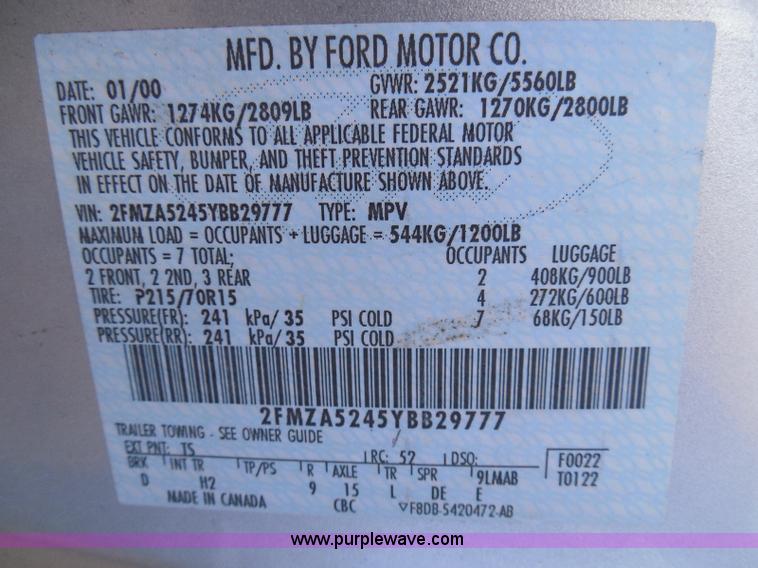 MFD. BY FORD MOTOR CO.
DATE: 01/00 GVWR: 2521KG/5560LB
FRONT GAWR: 1274KG/2809LB REAR GAWR: 1270KG/2800LB
THIS VEHICLE CONFORMS TO ALL APPLICABLE FEDERAL MOTOR
VEHICLE SAFETY, BUMPER, AND THEFT PREVENTION STANDARDS
IN EFFECT ON THE DATE OF MANUFACTURE SHOWN ABOVE.
VIN: 2FMZA5245YBB29777 TYPE: MPV
MAXIMUM LOAD = OCCUPANTS + LUGGAGE = 544KG/1200LB
OCCUPANTS = 7 TOTAL; OCCUPANTS LUGGAGE
2 FRONT, 2 2ND, 3 REAR 2 408KG/900LB
TIRE: P215/70R15 4 272KG/600LB
PRESSURE(FR): 241 kPa/ 35 PSI COLD 7 68KG/150LB
PRESSURE(RR): 241 kPa/ 35 PSI COLD
2FMZA5245YBB29777
TRAILER TOWING - SEE OWNER GUIDE
EXT PNT: TS RC: 52 DSO: F0022
BRK INT TR TP/PS R AXLE TR SPR 9LMAB T0122
D H2 9 15 L DE E
MADE IN CANADA CBC ▽F8DB-5420472-AB
www.purplewave.com